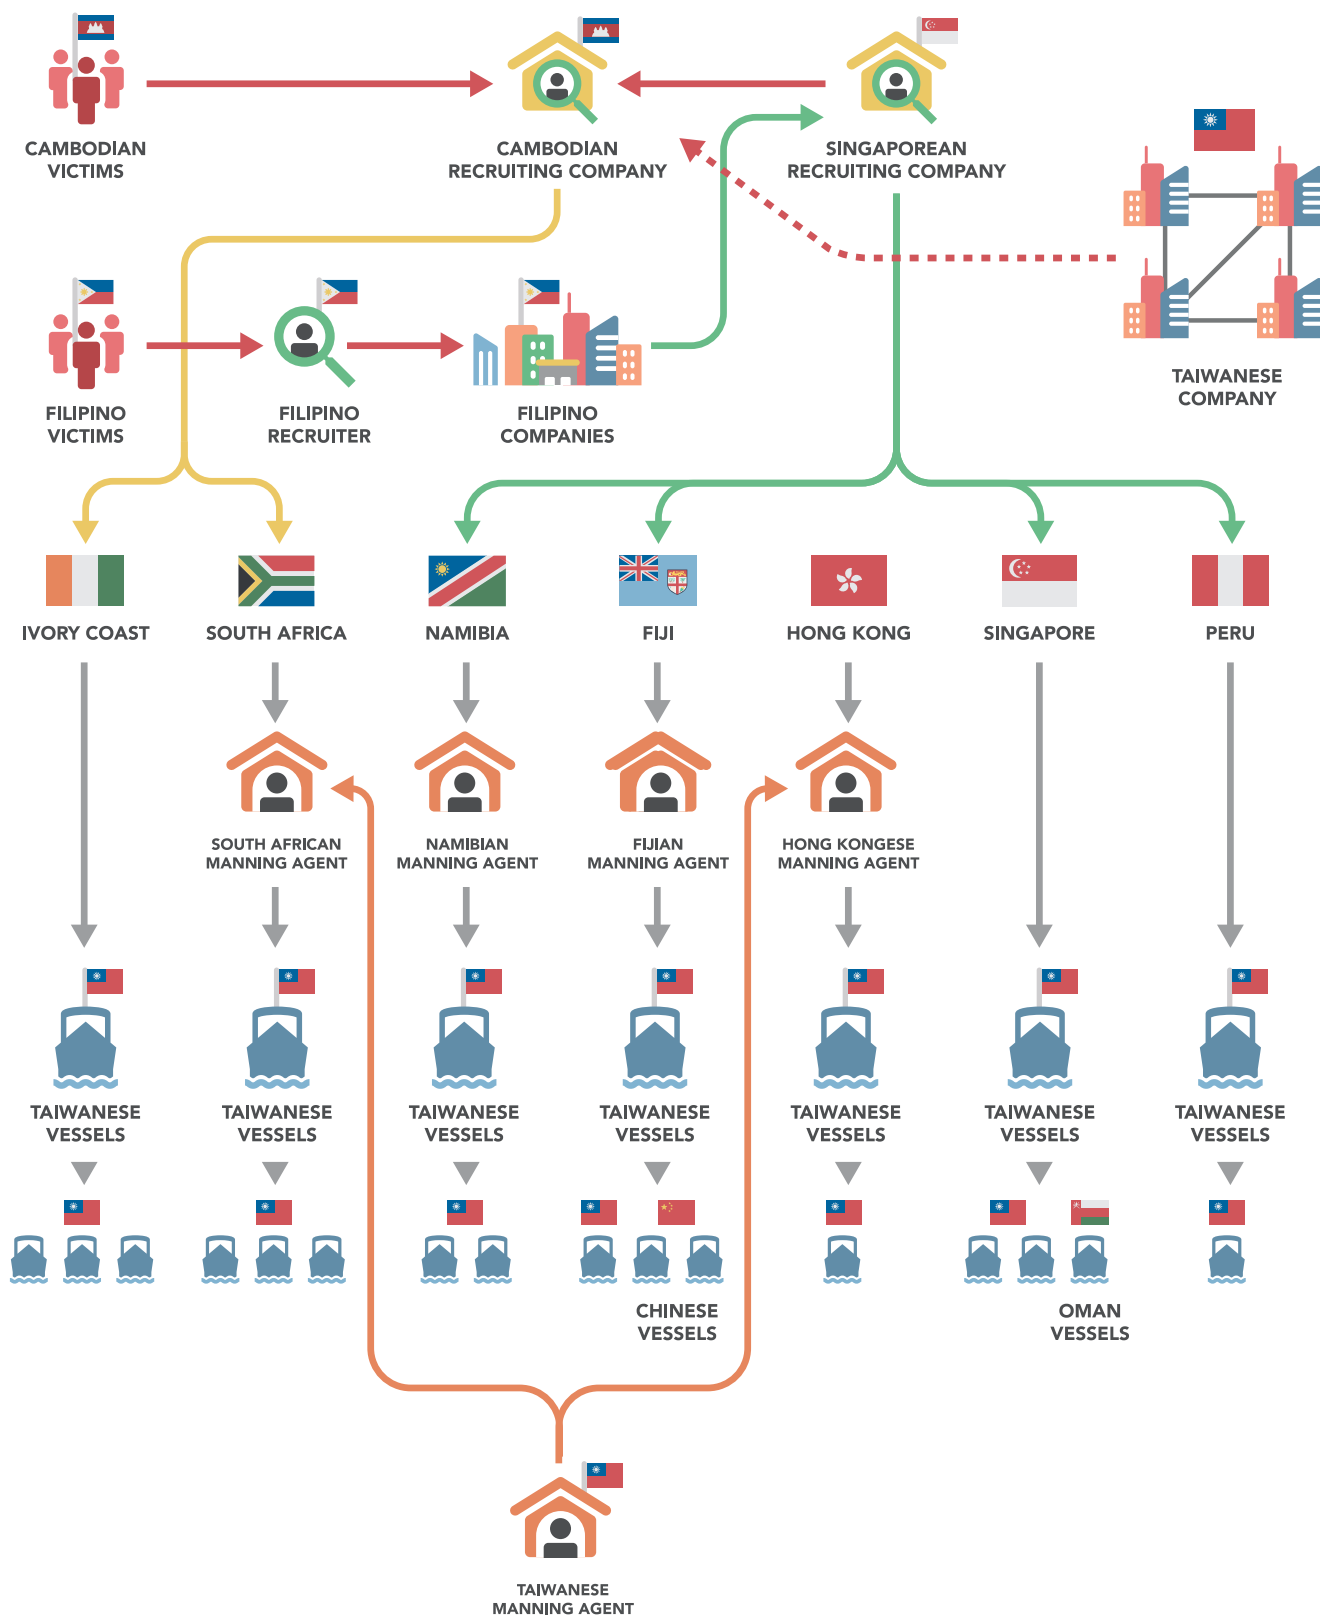 CAMBODIAN
VICTIMS
CAMBODIAN
RECRUITING COMPANY
SINGAPOREAN
RECRUITING COMPANY
TAIWANESE
COMPANY
FILIPINO
VICTIMS
FILIPINO
RECRUITER
FILIPINO
COMPANIES
IVORY COAST
SOUTH AFRICA
NAMIBIA
FIJI
HONG KONG
SINGAPORE
PERU
SOUTH AFRICAN
MANNING AGENT
NAMIBIAN
MANNING AGENT
FIJIAN
MANNING AGENT
HONG KONGESE
MANNING AGENT
TAIWANESE
VESSELS
TAIWANESE
VESSELS
TAIWANESE
VESSELS
TAIWANESE
VESSELS
TAIWANESE
VESSELS
TAIWANESE
VESSELS
TAIWANESE
VESSELS
CHINESE
VESSELS
OMAN
VESSELS
TAIWANESE
MANNING AGENT